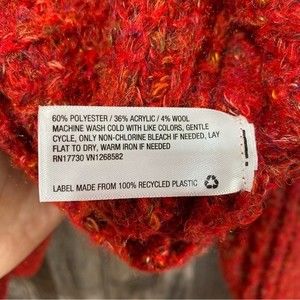 60% POLYESTER / 36% ACRYLIC / 4% WOOL
MACHINE WASH COLD WITH LIKE COLORS, GENTLE
CYCLE, ONLY NON-CHLORINE BLEACH IF NEEDED, LAY
FLAT TO DRY, WARM IRON IF NEEDED
RN17730 VN1268582
LABEL MADE FROM 100% RECYCLED PLASTIC